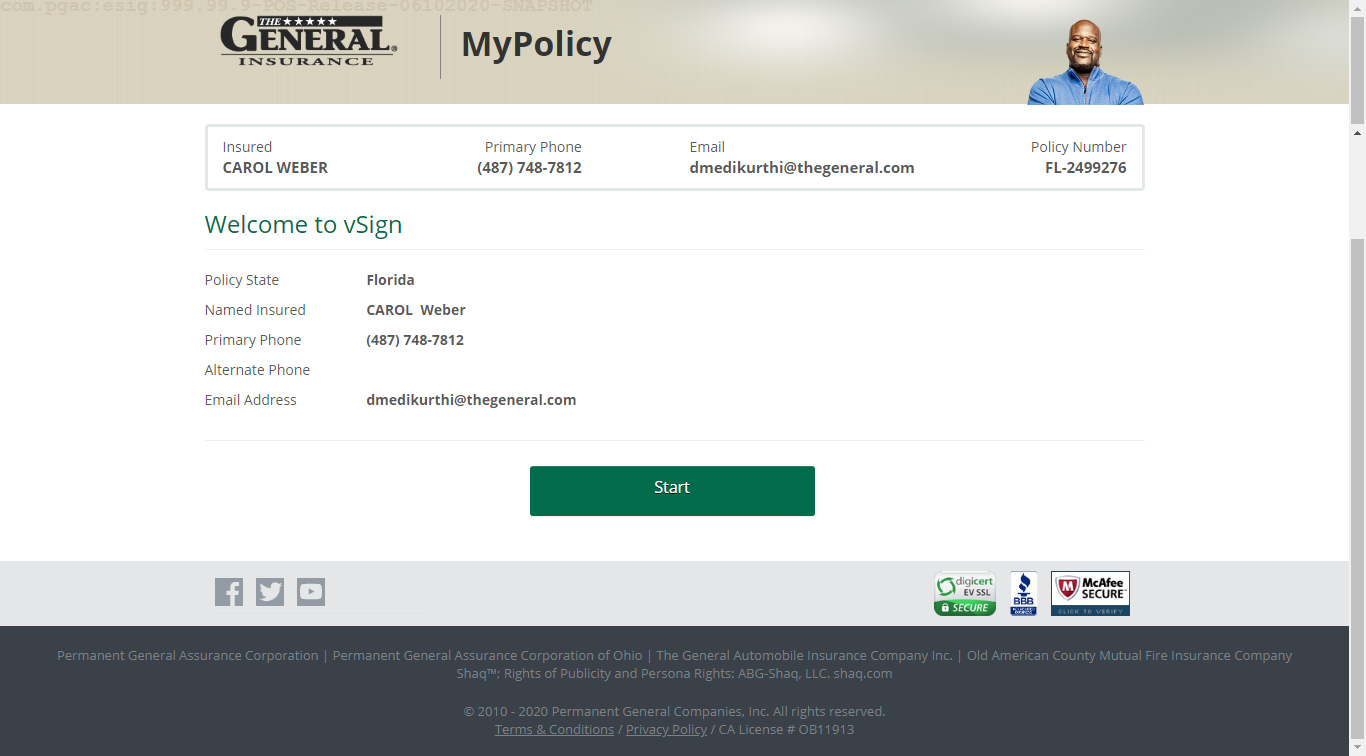 com.pgac:esig:999.99.9-POS-Release-06102020-SNAPSHOT
THE
GENERAL®
INSURANCE
MyPolicy
Insured Primary Phone Email Policy Number
CAROL WEBER (487) 748-7812 dmedikurthi@thegeneral.com FL-2499276
Welcome to vSign
Policy State Florida
Named Insured CAROL Weber
Primary Phone (487) 748-7812
Alternate Phone
Email Address dmedikurthi@thegeneral.com
Start
digicert
EV SSL
SECURE
BBB
McAfee
SECURE™
CLICK TO VERIFY
Permanent General Assurance Corporation | Permanent General Assurance Corporation of Ohio | The General Automobile Insurance Company Inc. | Old American County Mutual Fire Insurance Company
Shaq™; Rights of Publicity and Persona Rights: ABG-Shaq, LLC. shaq.com
© 2010 - 2020 Permanent General Companies, Inc. All rights reserved.
Terms & Conditions / Privacy Policy / CA License # OB11913